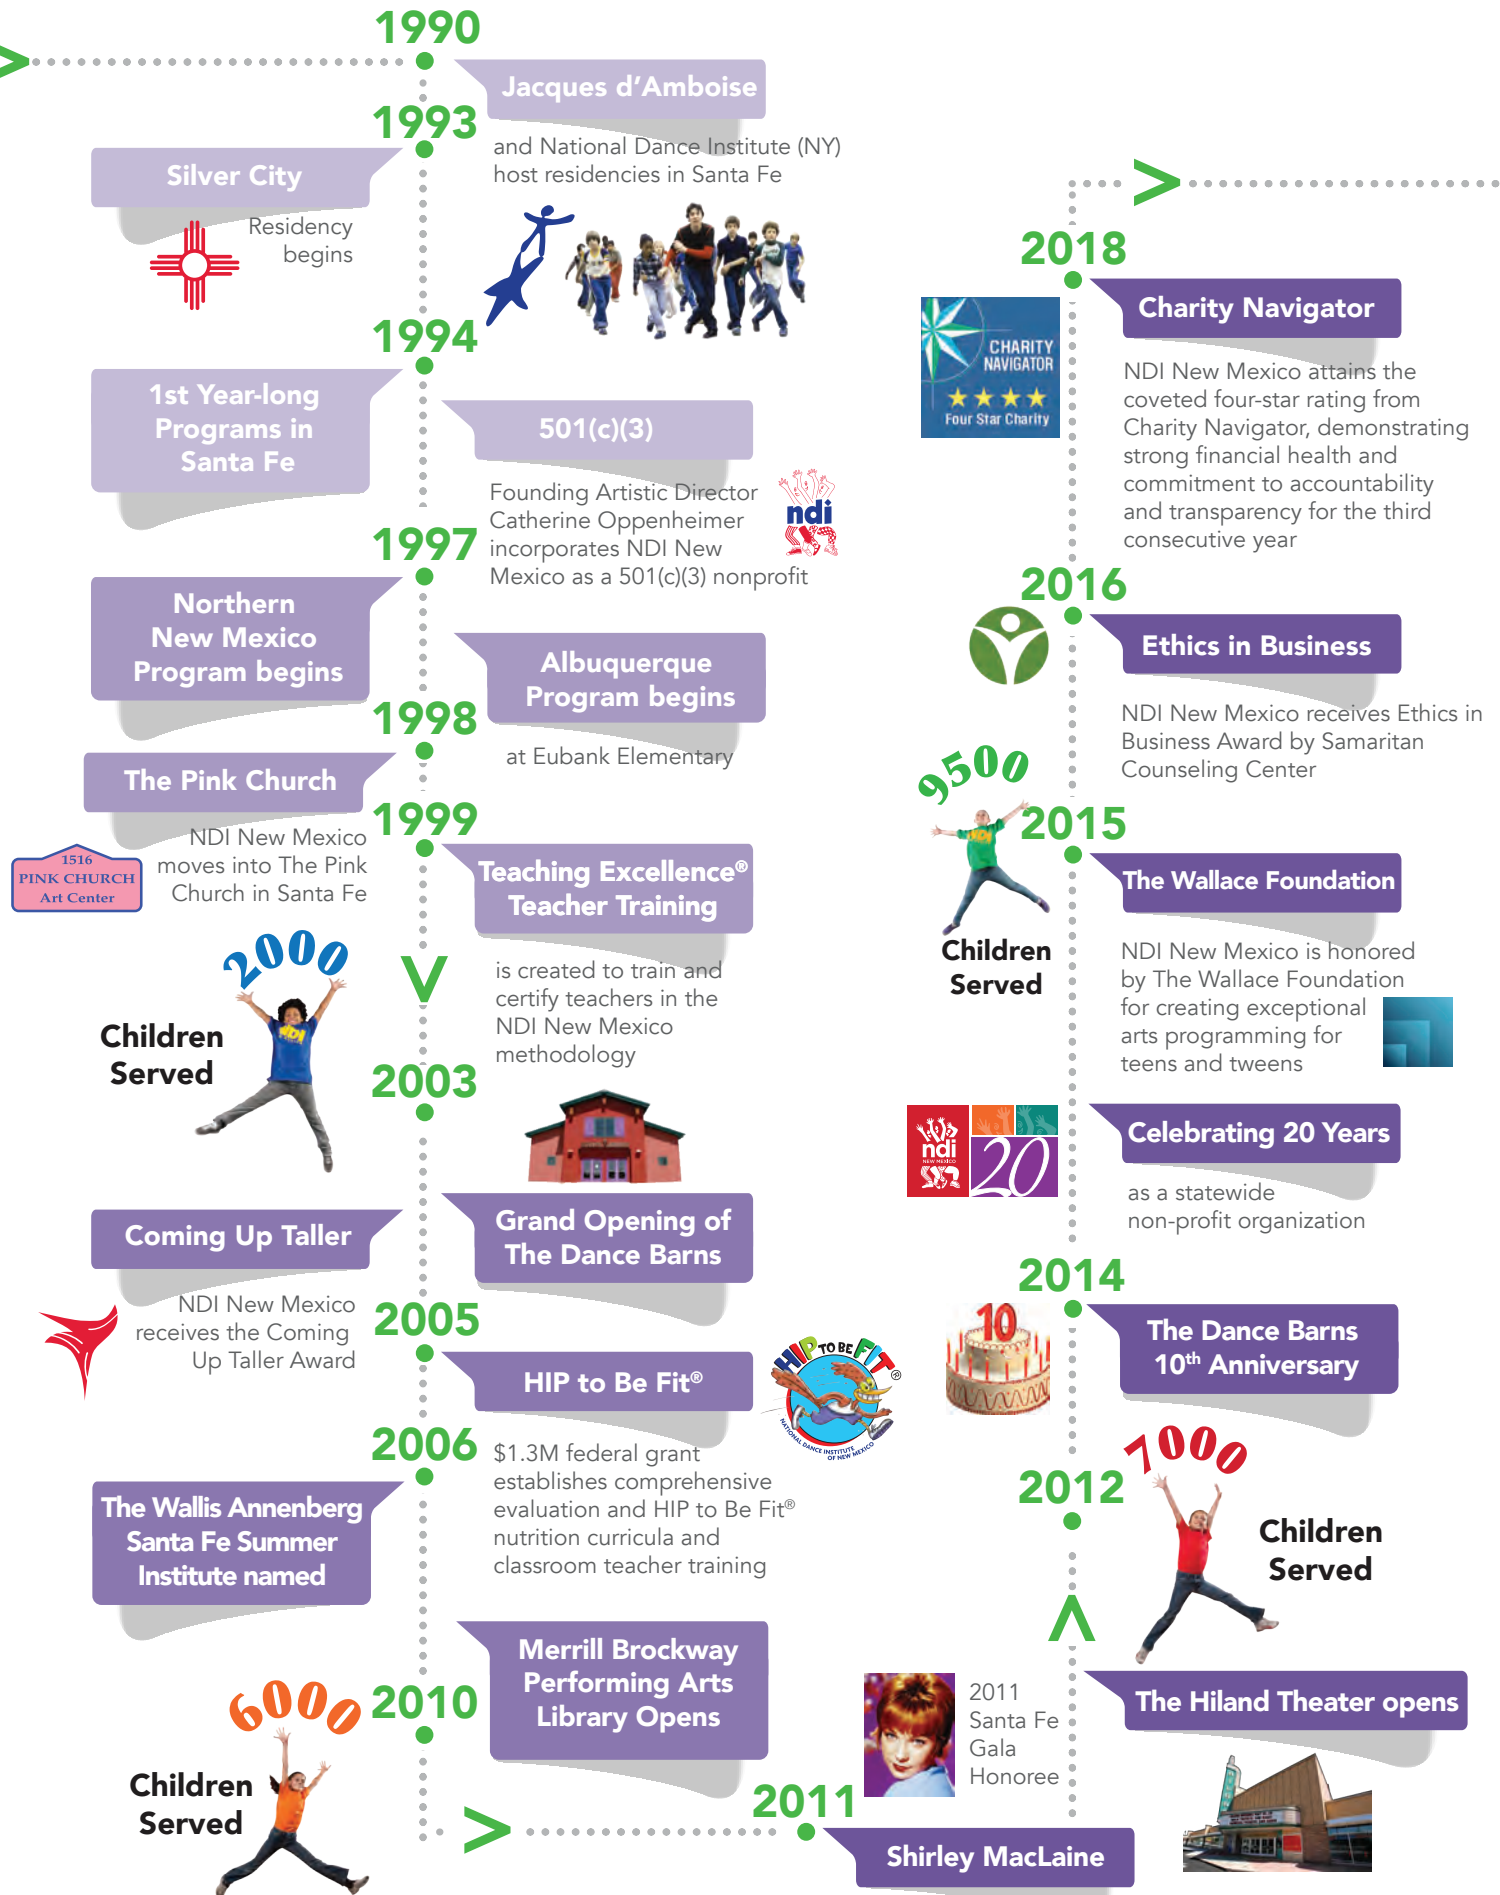 1990
Jacques d’Amboise
and National Dance Institute (NY)
host residencies in Santa Fe
1993
Silver City
Residency
begins
1994
1st Year-long
Programs in
Santa Fe
501(c)(3)
Founding Artistic Director
Catherine Oppenheimer
incorporates NDI New
Mexico as a 501(c)(3) nonprofit
ndi
1997
Northern
New Mexico
Program begins
Albuquerque
Program begins
at Eubank Elementary
1998
The Pink Church
NDI New Mexico
moves into The Pink
Church in Santa Fe
1516
PINK CHURCH
Art Center
1999
Teaching Excellence®
Teacher Training
is created to train and
certify teachers in the
NDI New Mexico
methodology
2000
Children
Served
NDI
2003
Grand Opening of
The Dance Barns
Coming Up Taller
NDI New Mexico
receives the Coming
Up Taller Award
2005
HIP to Be Fit®
HIP TO BE FIT®
NATIONAL DANCE INSTITUTE
OF NEW MEXICO
$1.3M federal grant
establishes comprehensive
evaluation and HIP to Be Fit®
nutrition curricula and
classroom teacher training
2006
The Wallis Annenberg
Santa Fe Summer
Institute named
Merrill Brockway
Performing Arts
Library Opens
2010
6000
Children
Served
2011
Shirley MacLaine
2011
Santa Fe
Gala
Honoree
The Hiland Theater opens
2012
7000
Children
Served
2014
The Dance Barns
10th Anniversary
10
Celebrating 20 Years
as a statewide
non-profit organization
ndi
NEW MEXICO
20
2015
The Wallace Foundation
NDI New Mexico is honored
by The Wallace Foundation
for creating exceptional
arts programming for
teens and tweens
9500
Children
Served
2016
Ethics in Business
NDI New Mexico receives Ethics in
Business Award by Samaritan
Counseling Center
2018
Charity Navigator
NDI New Mexico attains the
coveted four-star rating from
Charity Navigator, demonstrating
strong financial health and
commitment to accountability
and transparency for the third
consecutive year
CHARITY
NAVIGATOR
Four Star Charity